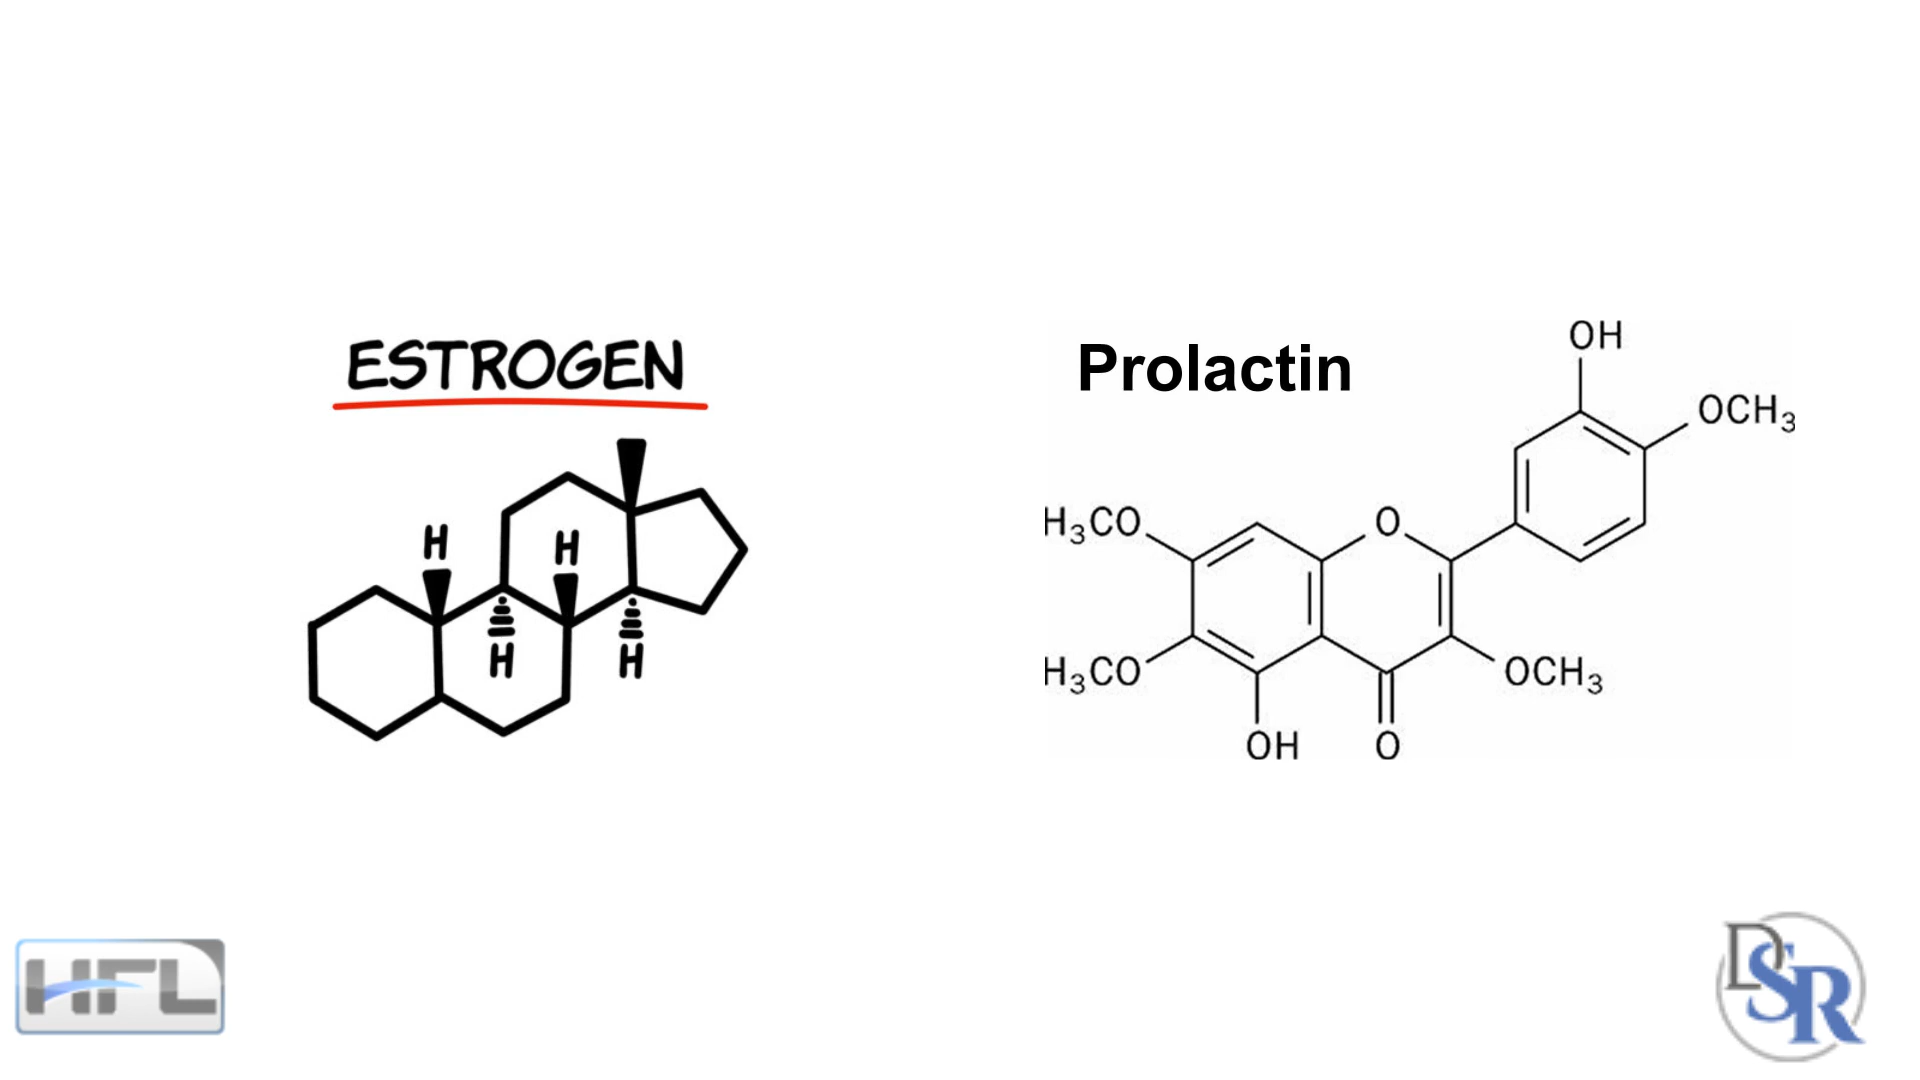 ESTROGEN
H
H
H
H
Prolactin
OH
OCH₃
H₃CO
O
H₃CO
OCH₃
OH
O
HFL
DSR